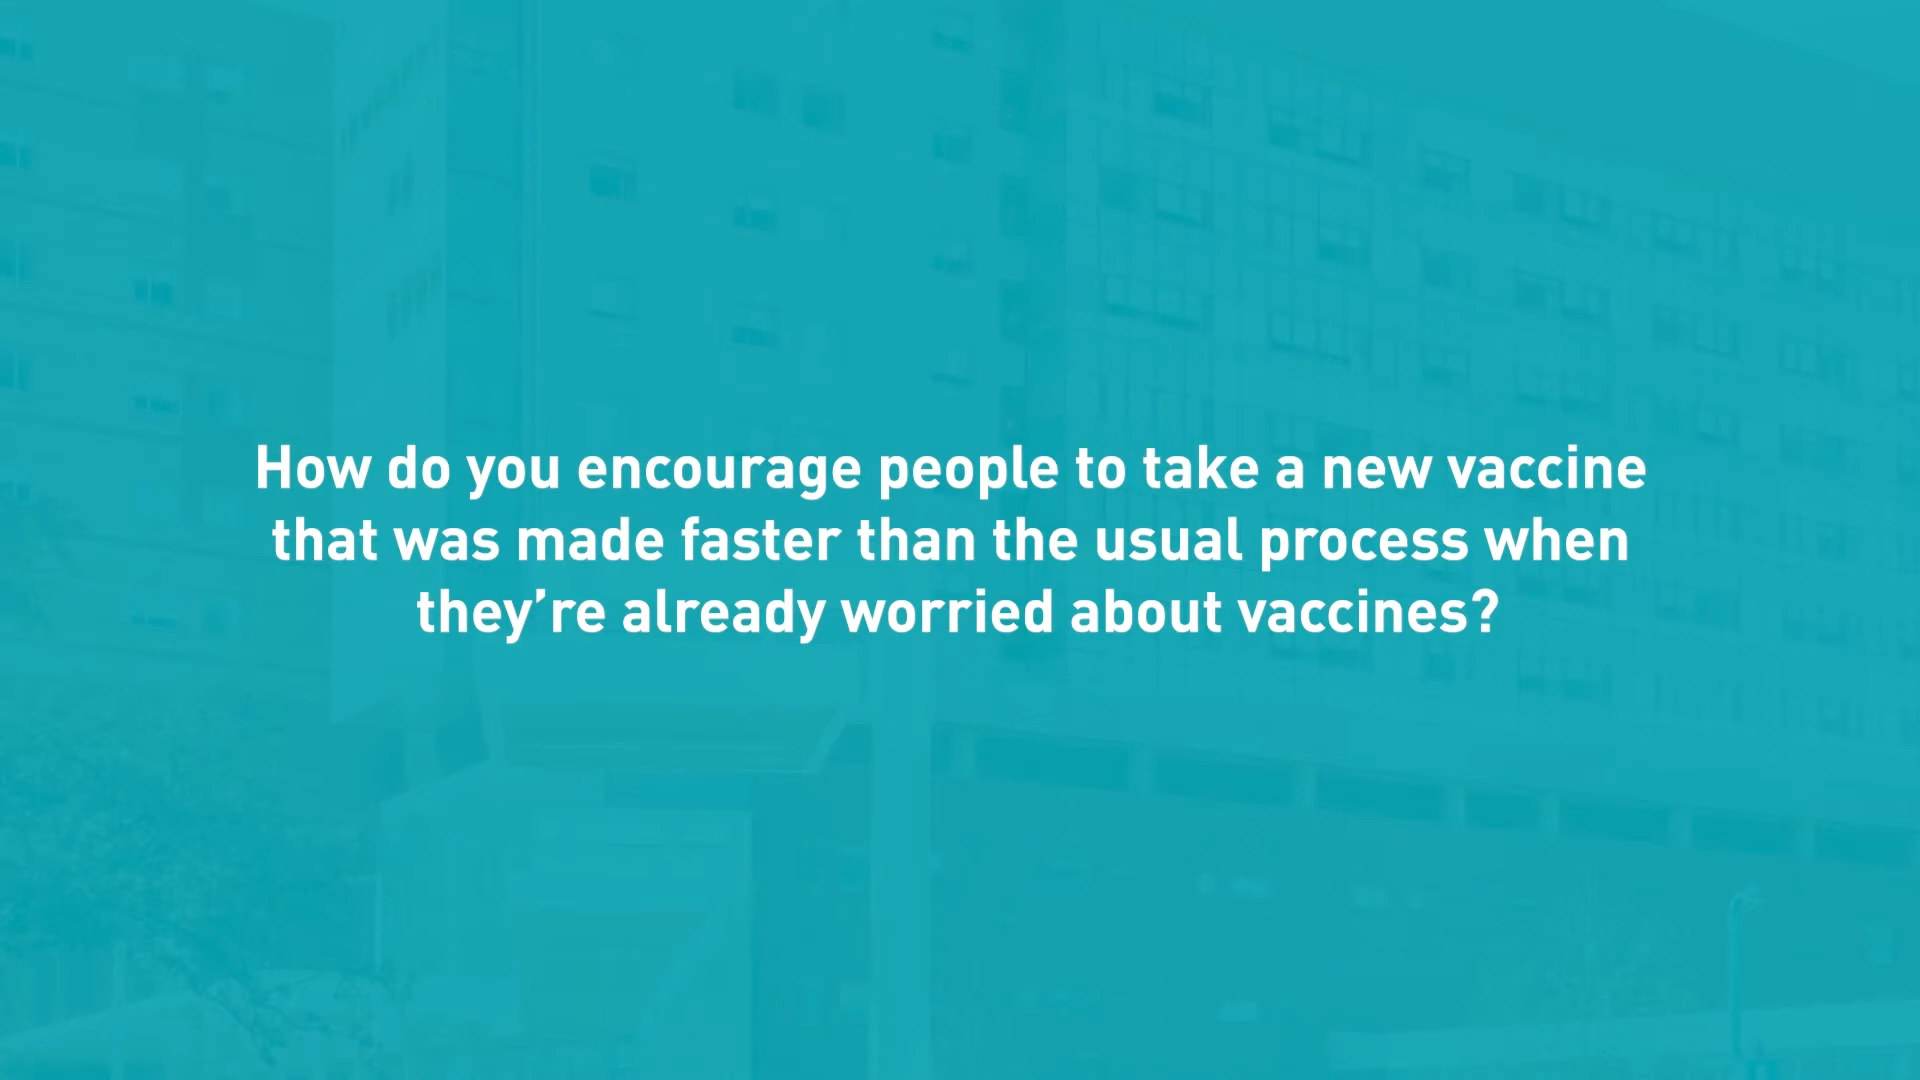 How do you encourage people to take a new vaccine
that was made faster than the usual process when
they’re already worried about vaccines?